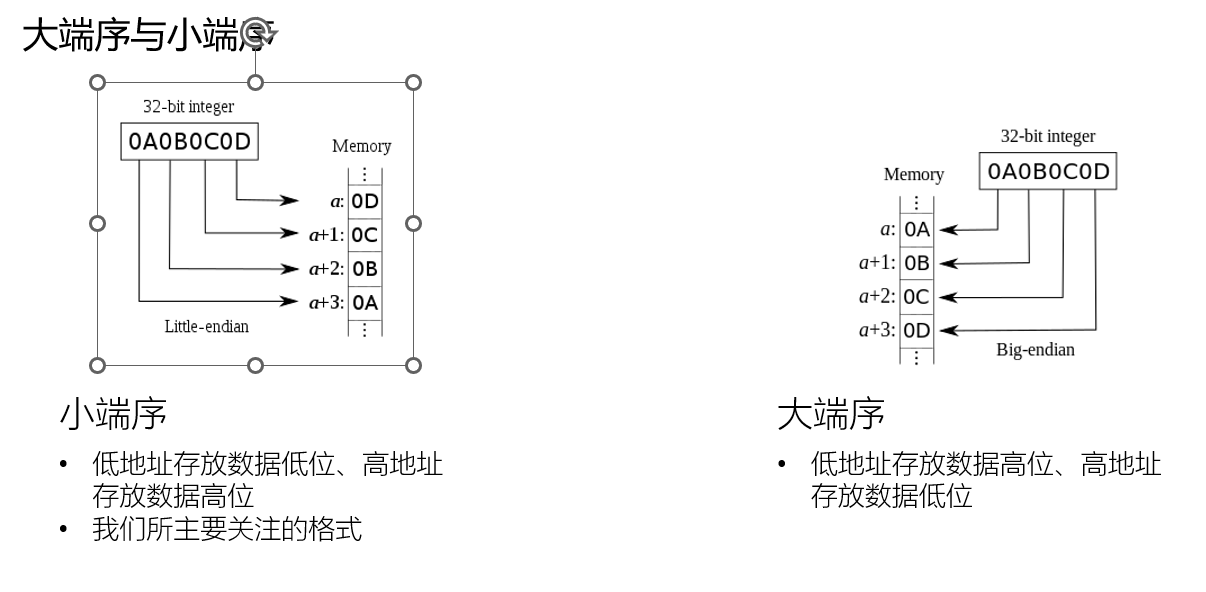 大端序与小端序
32-bit integer
0A0B0C0D
Memory
⋮
a: 0D
a+1: 0C
a+2: 0B
a+3: 0A
⋮
Little-endian
小端序
• 低地址存放数据低位、高地址
存放数据高位
• 我们所主要关注的格式
32-bit integer
0A0B0C0D
Memory
⋮
a: 0A
a+1: 0B
a+2: 0C
a+3: 0D
⋮
Big-endian
大端序
• 低地址存放数据高位、高地址
存放数据低位